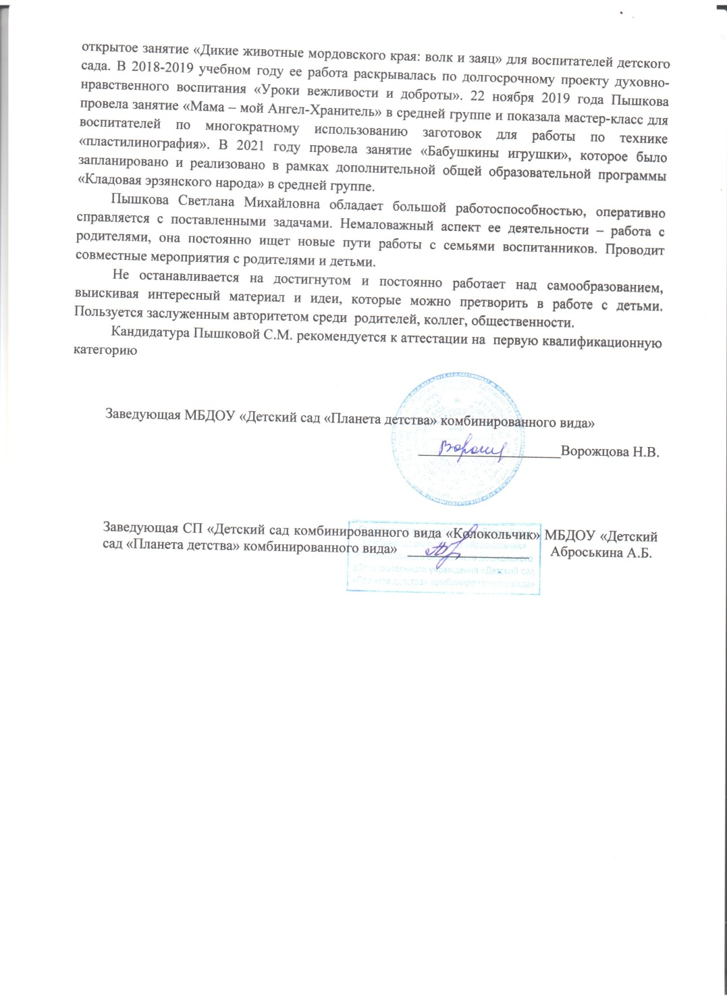 открытое занятие «Дикие животные мордовского края: волк и заяц» для воспитателей детского
сада. В 2018-2019 учебном году ее работа раскрывалась по долгосрочному проекту духовно-
нравственного воспитания «Уроки вежливости и доброты». 22 ноября 2019 года Пышкова
провела занятие «Мама – мой Ангел-Хранитель» в средней группе и показала мастер-класс для
воспитателей по многократному использованию заготовок для работы по технике
«пластилинография». В 2021 году провела занятие «Бабушкины игрушки», которое было
запланировано и реализовано в рамках дополнительной общей образовательной программы
«Кладовая эрзянского народа» в средней группе.
Пышкова Светлана Михайловна обладает большой работоспособностью, оперативно
справляется с поставленными задачами. Немаловажный аспект ее деятельности – работа с
родителями, она постоянно ищет новые пути работы с семьями воспитанников. Проводит
совместные мероприятия с родителями и детьми.
Не останавливается на достигнутом и постоянно работает над самообразованием,
выискивая интересный материал и идеи, которые можно претворить в работе с детьми.
Пользуется заслуженным авторитетом среди родителей, коллег, общественности.
Кандидатура Пышковой С.М. рекомендуется к аттестации на первую квалификационную
категорию
Заведующая МБДОУ «Детский сад «Планета детства» комбинированного вида»
Ворожцова Н.В.
Заведующая СП «Детский сад комбинированного вида «Колокольчик» МБДОУ «Детский
сад «Планета детства» комбинированного вида» Аброськина А.Б.
«Колокольчик»
дошкольного
образовательного учреждения «Детский сад
«Планета детства» комбинированного вида»